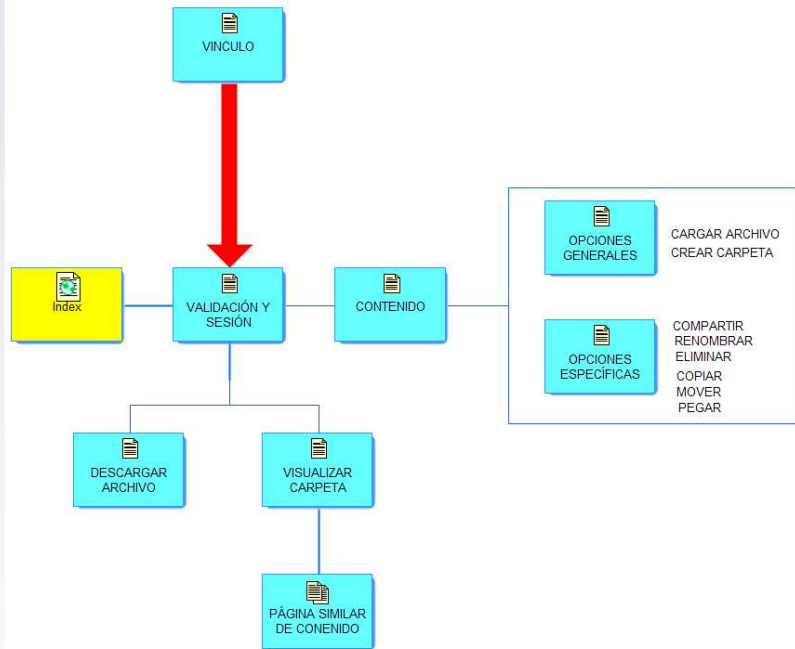 VINCULO
Index
VALIDACIÓN Y
SESIÓN
CONTENIDO
OPCIONES
GENERALES
CARGAR ARCHIVO
CREAR CARPETA
OPCIONES
ESPECÍFICAS
COMPARTIR
RENOMBRAR
ELIMINAR
COPIAR
MOVER
PEGAR
DESCARGAR
ARCHIVO
VISUALIZAR
CARPETA
PÁGINA SIMILAR
DE CONENIDO